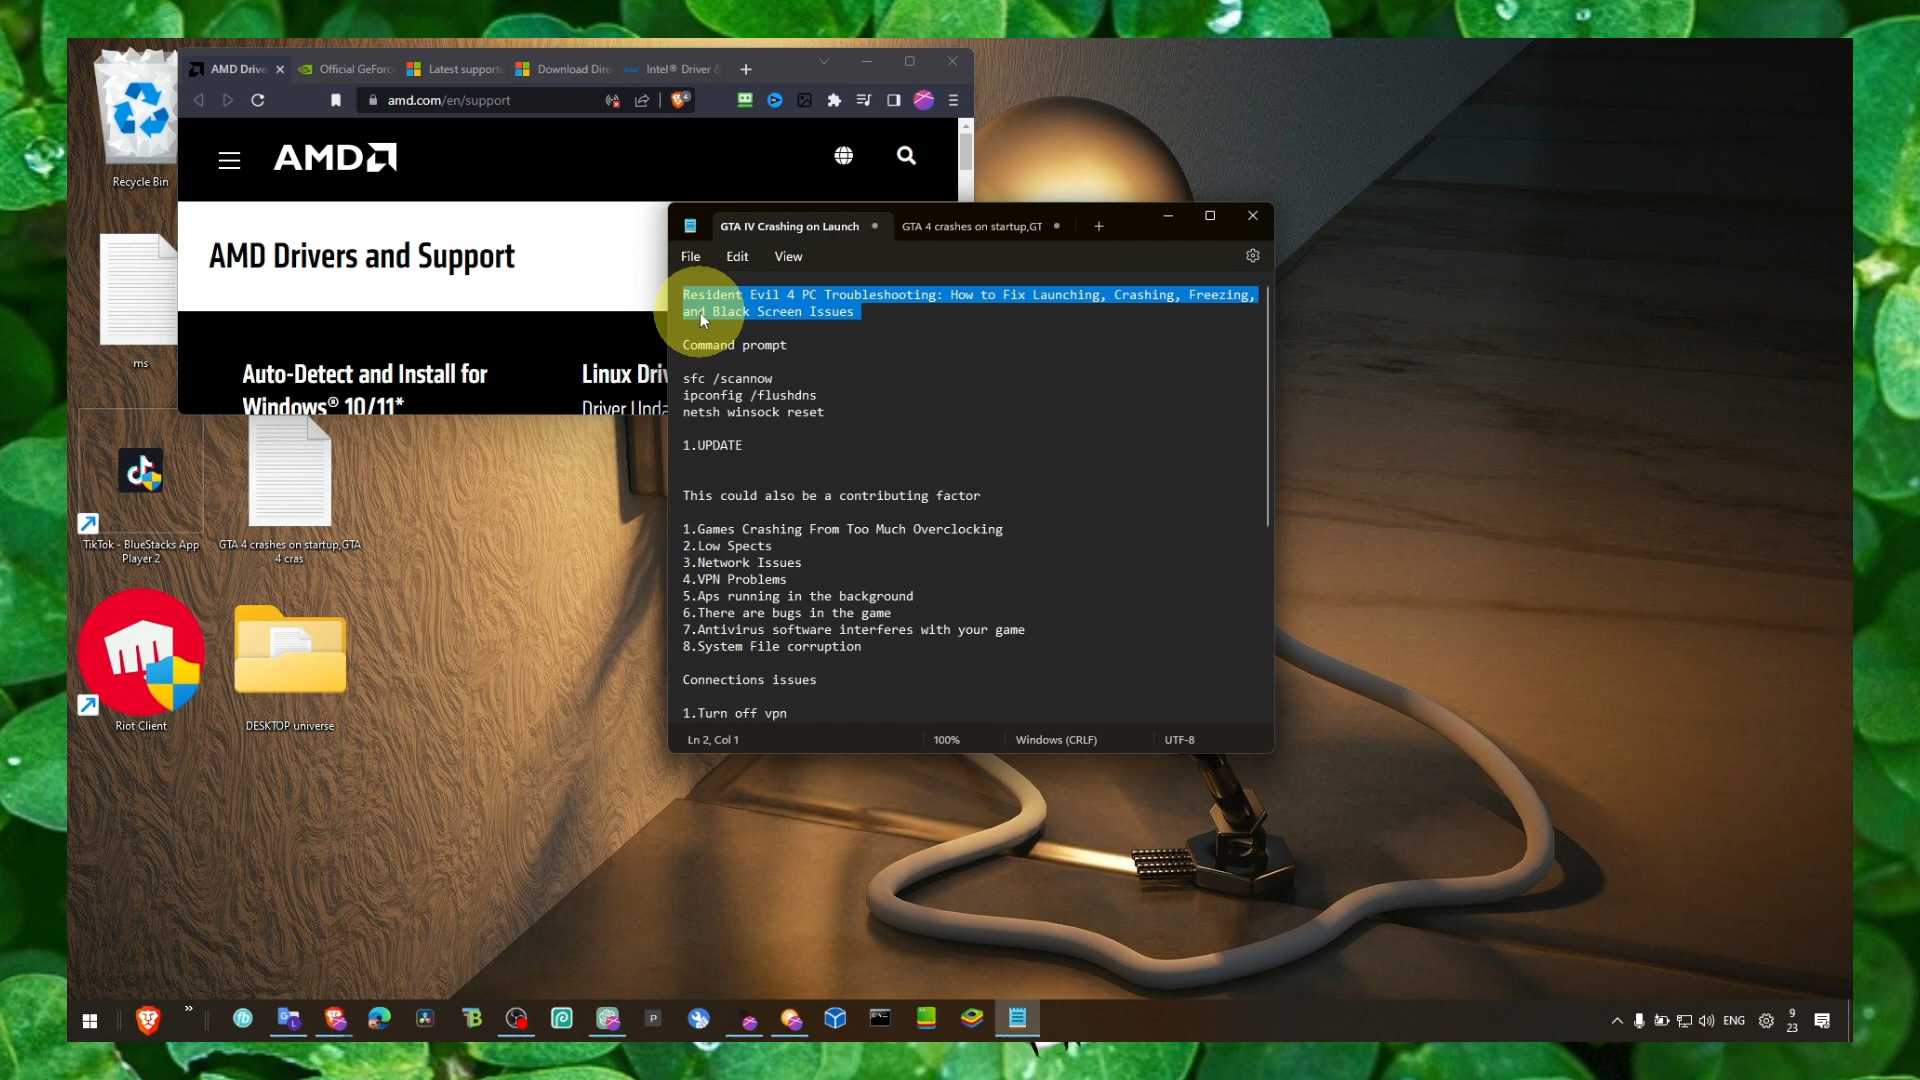 Recycle Bin
ms
TikTok - BlueStacks App
Player 2
GTA 4 crashes on startup,GTA
4 cras
Riot Client
DESKTOP universe
AMD Drive
Official GeForc
Latest supporte
Download Dire
Intel® Driver &
amd.com/en/support
AMD
AMD Drivers and Support
Auto-Detect and Install for
Windows® 10/11*
Linux Driv
Driver Upda
GTA IV Crashing on Launch
GTA 4 crashes on startup,GT
File Edit View
Resident Evil 4 PC Troubleshooting: How to Fix Launching, Crashing, Freezing,
and Black Screen Issues
Command prompt
sfc /scannow
ipconfig /flushdns
netsh winsock reset
1.UPDATE
This could also be a contributing factor
1.Games Crashing From Too Much Overclocking
2.Low Spects
3.Network Issues
4.VPN Problems
5.Aps running in the background
6.There are bugs in the game
7.Antivirus software interferes with your game
8.System File corruption
Connections issues
1.Turn off vpn
Ln 2, Col 1
100%
Windows (CRLF)
UTF-8
ENG
9
23